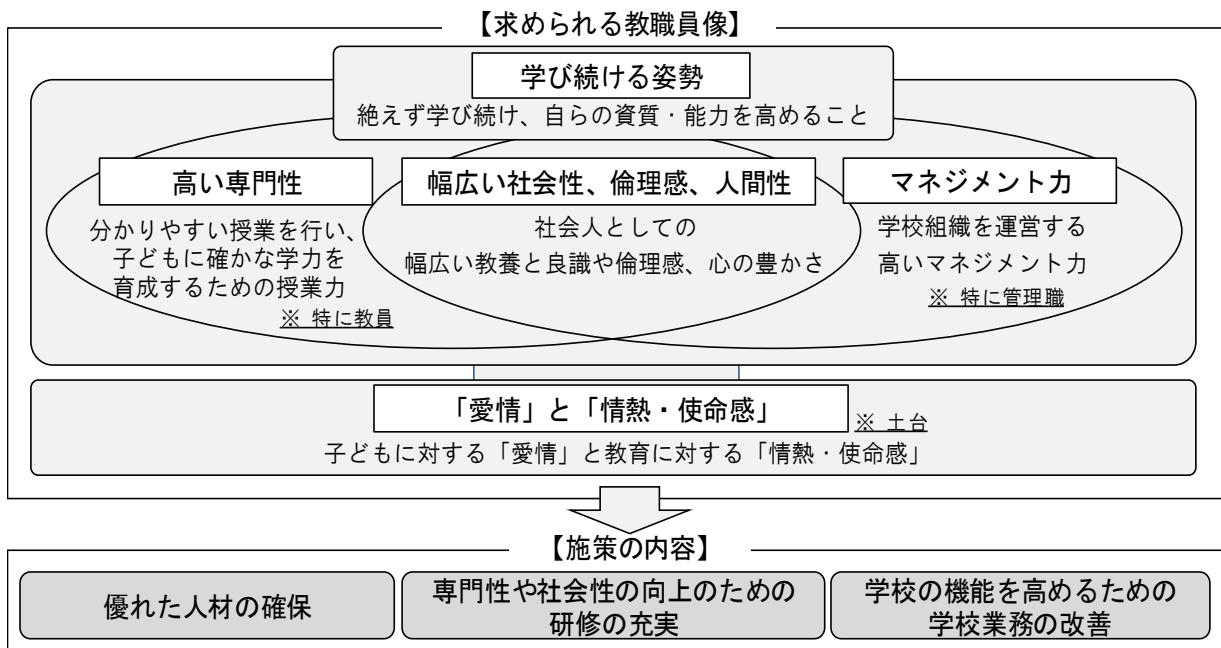 【求められる教職員像】
学び続ける姿勢
絶えず学び続け、自らの資質・能力を高めること
高い専門性
分かりやすい授業を行い、
子どもに確かな学力を
育成するための授業力
※ 特に教員
幅広い社会性、倫理感、人間性
社会人としての
幅広い教養と良識や倫理感、心の豊かさ
マネジメント力
学校組織を運営する
高いマネジメント力
※ 特に管理職
「愛情」と「情熱・使命感」
※ 土台
子どもに対する「愛情」と教育に対する「情熱・使命感」
【施策の内容】
優れた人材の確保
専門性や社会性の向上のための
研修の充実
学校の機能を高めるための
学校業務の改善